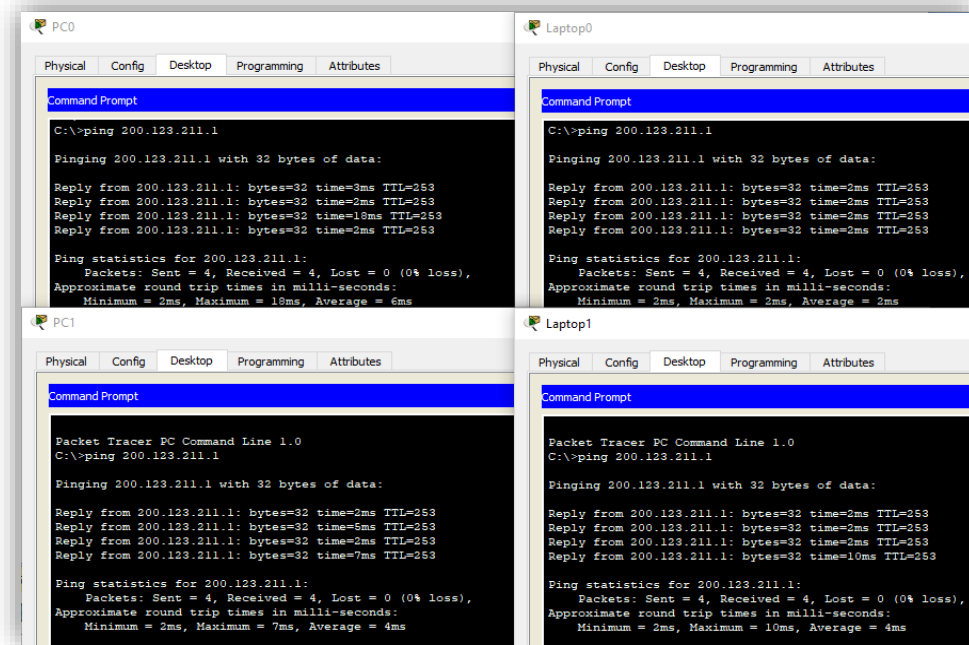 PC0
Physical Config Desktop Programming Attributes
Command Prompt
C:\>ping 200.123.211.1
Pinging 200.123.211.1 with 32 bytes of data:
Reply from 200.123.211.1: bytes=32 time=3ms TTL=253
Reply from 200.123.211.1: bytes=32 time=2ms TTL=253
Reply from 200.123.211.1: bytes=32 time=18ms TTL=253
Reply from 200.123.211.1: bytes=32 time=2ms TTL=253
Ping statistics for 200.123.211.1:
Packets: Sent = 4, Received = 4, Lost = 0 (0% loss),
Approximate round trip times in milli-seconds:
Minimum = 2ms, Maximum = 18ms, Average = 6ms
Laptop0
Physical Config Desktop Programming Attributes
Command Prompt
C:\>ping 200.123.211.1
Pinging 200.123.211.1 with 32 bytes of data:
Reply from 200.123.211.1: bytes=32 time=2ms TTL=253
Reply from 200.123.211.1: bytes=32 time=2ms TTL=253
Reply from 200.123.211.1: bytes=32 time=2ms TTL=253
Reply from 200.123.211.1: bytes=32 time=2ms TTL=253
Ping statistics for 200.123.211.1:
Packets: Sent = 4, Received = 4, Lost = 0 (0% loss),
Approximate round trip times in milli-seconds:
Minimum = 2ms, Maximum = 2ms, Average = 2ms
PC1
Physical Config Desktop Programming Attributes
Command Prompt
Packet Tracer PC Command Line 1.0
C:\>ping 200.123.211.1
Pinging 200.123.211.1 with 32 bytes of data:
Reply from 200.123.211.1: bytes=32 time=2ms TTL=253
Reply from 200.123.211.1: bytes=32 time=5ms TTL=253
Reply from 200.123.211.1: bytes=32 time=2ms TTL=253
Reply from 200.123.211.1: bytes=32 time=7ms TTL=253
Ping statistics for 200.123.211.1:
Packets: Sent = 4, Received = 4, Lost = 0 (0% loss),
Approximate round trip times in milli-seconds:
Minimum = 2ms, Maximum = 7ms, Average = 4ms
Laptop1
Physical Config Desktop Programming Attributes
Command Prompt
Packet Tracer PC Command Line 1.0
C:\>ping 200.123.211.1
Pinging 200.123.211.1 with 32 bytes of data:
Reply from 200.123.211.1: bytes=32 time=2ms TTL=253
Reply from 200.123.211.1: bytes=32 time=2ms TTL=253
Reply from 200.123.211.1: bytes=32 time=2ms TTL=253
Reply from 200.123.211.1: bytes=32 time=10ms TTL=253
Ping statistics for 200.123.211.1:
Packets: Sent = 4, Received = 4, Lost = 0 (0% loss),
Approximate round trip times in milli-seconds:
Minimum = 2ms, Maximum = 10ms, Average = 4ms